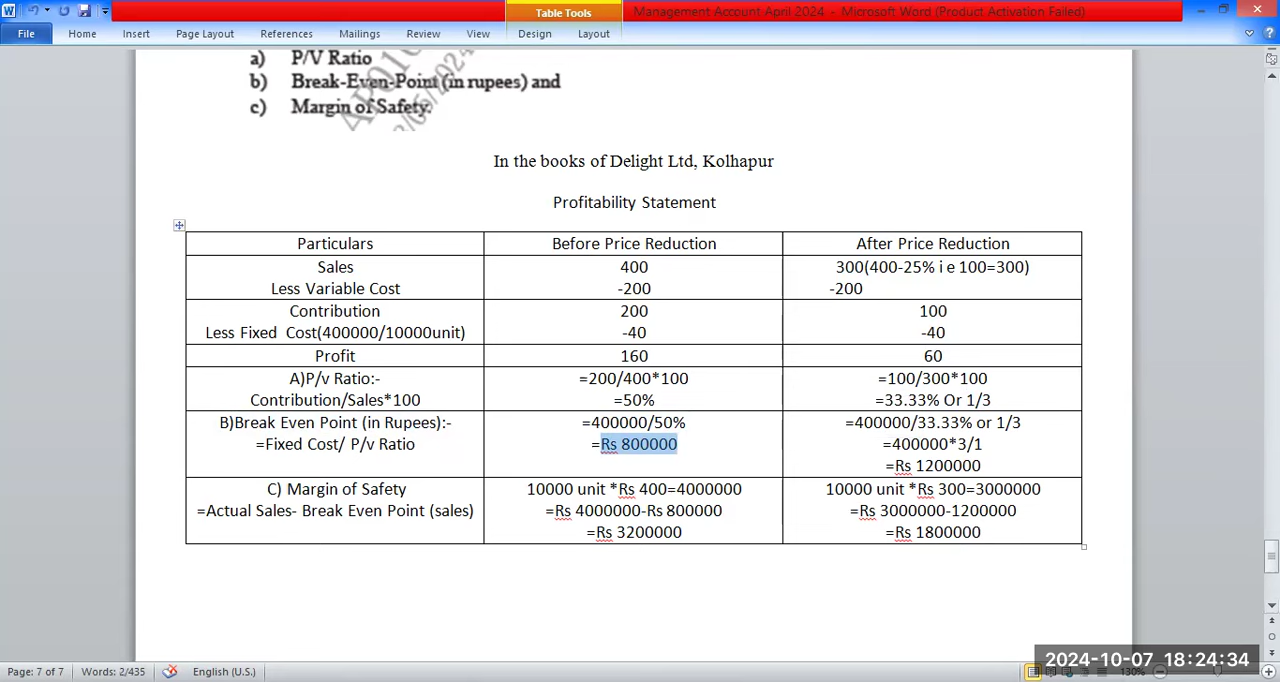 Table Tools
Management Account April 2024 - Microsoft Word (Product Activation Failed)
File Home Insert Page Layout References Mailings Review View Design Layout
a) P/V Ratio
b) Break-Even-Point (in rupees) and
c) Margin of Safety.
In the books of Delight Ltd, Kolhapur
Profitability Statement
Particulars Before Price Reduction After Price Reduction
Sales 400 300(400-25% i e 100=300)
Less Variable Cost -200 -200
Contribution 200 100
Less Fixed Cost(400000/10000unit) -40 -40
Profit 160 60
A)P/v Ratio:- =200/400*100 =100/300*100
Contribution/Sales*100 =50% =33.33% Or 1/3
B)Break Even Point (in Rupees):- =400000/50% =400000/33.33% or 1/3
=Fixed Cost/ P/v Ratio =Rs 800000 =400000*3/1
=Rs 1200000
C) Margin of Safety 10000 unit *Rs 400=4000000 10000 unit *Rs 300=3000000
=Actual Sales- Break Even Point (sales) =Rs 4000000-Rs 800000 =Rs 3000000-1200000
=Rs 3200000 =Rs 1800000
2024-10-07 18:24:34
Page: 7 of 7 Words: 2/435 English (U.S.) 130%